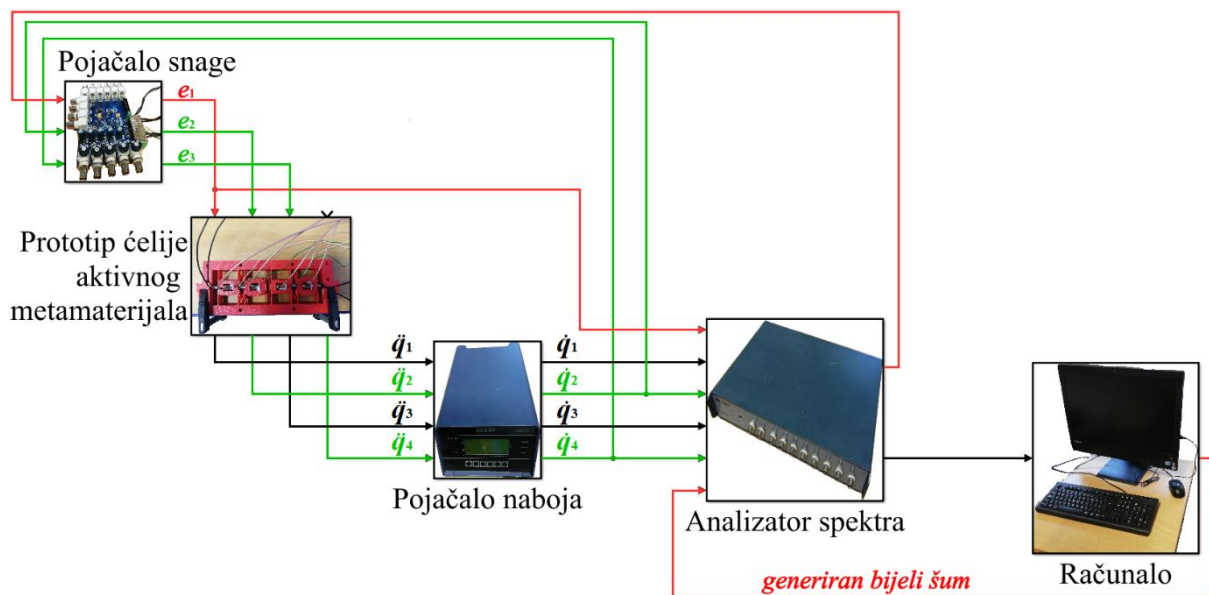 Pojačalo snage
e₁
e₂
e₃
Prototip ćelije
aktivnog
metamaterijala
q̈₁
q̇₁
q̈₂
q̇₂
q̈₃
q̇₃
q̈₄
q̇₄
Pojačalo naboja
Analizator spektra
Računalo
generiran bijeli šum